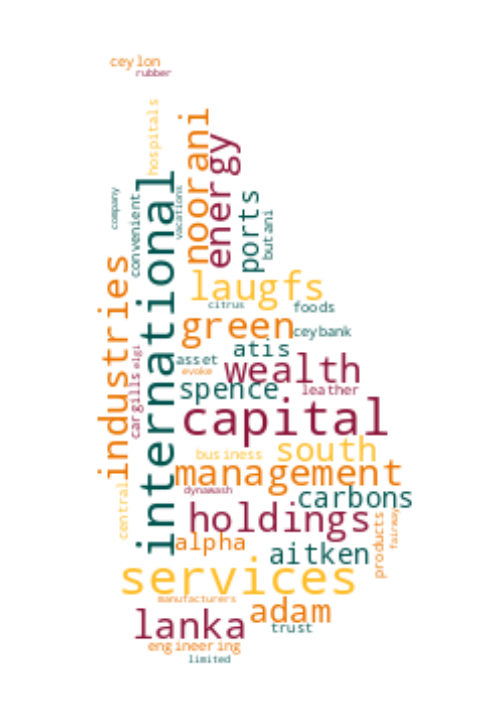 ceylon
rubber
hospitals
noorani
energy
international
vacations
company
convenient
ports
butani
industries
laugfs
citrus
foods
green
ceybank
atis
asset
wealth
evoke
elgi
cargills
spence
leather
capital
south
business
management
central
dynawash
carbons
holdings
products
fairway
alpha
aitken
services
manufacturers
adam
lanka
trust
engineering
limited